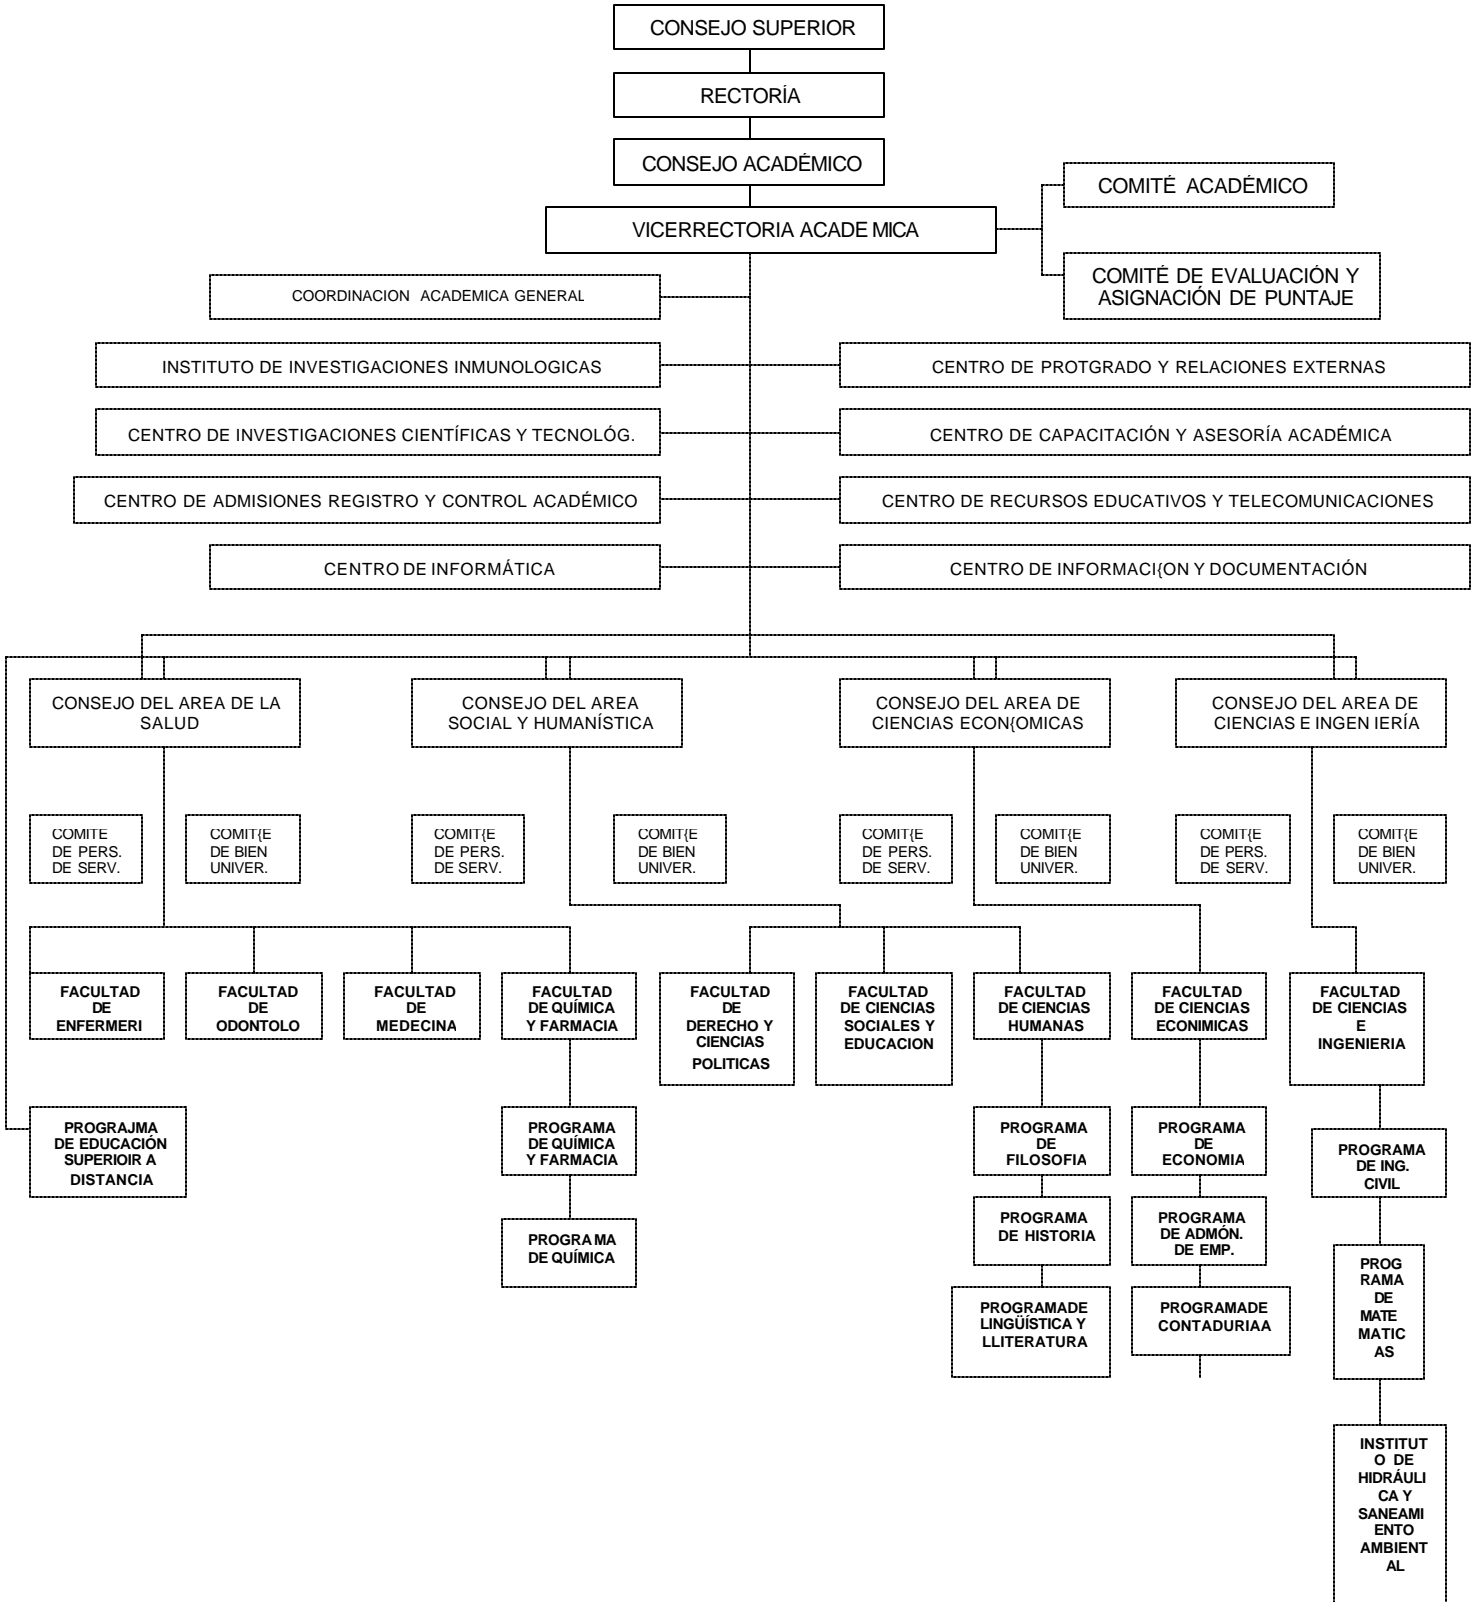 CONSEJO SUPERIOR
RECTORÍA
CONSEJO ACADÉMICO
COMITÉ ACADÉMICO
VICERRECTORIA ACADEMICA
COMITÉ DE EVALUACIÓN Y
ASIGNACIÓN DE PUNTAJE
COORDINACION ACADEMICA GENERAL
INSTITUTO DE INVESTIGACIONES INMUNOLOGICAS
CENTRO DE PROTGRADO Y RELACIONES EXTERNAS
CENTRO DE INVESTIGACIONES CIENTÍFICAS Y TECNOLÓG.
CENTRO DE CAPACITACIÓN Y ASESORÍA ACADÉMICA
CENTRO DE ADMISIONES REGISTRO Y CONTROL ACADÉMICO
CENTRO DE RECURSOS EDUCATIVOS Y TELECOMUNICACIONES
CENTRO DE INFORMÁTICA
CENTRO DE INFORMACI{ON Y DOCUMENTACIÓN
CONSEJO DEL AREA DE LA
SALUD
CONSEJO DEL AREA
SOCIAL Y HUMANÍSTICA
CONSEJO DEL AREA DE
CIENCIAS ECON{OMICAS
CONSEJO DEL AREA DE
CIENCIAS E INGENIERÍA
COMITE
DE PERS.
DE SERV.
COMIT{E
DE BIEN
UNIVER.
COMIT{E
DE PERS.
DE SERV.
COMIT{E
DE BIEN
UNIVER.
COMIT{E
DE PERS.
DE SERV.
COMIT{E
DE BIEN
UNIVER.
COMIT{E
DE PERS.
DE SERV.
COMIT{E
DE BIEN
UNIVER.
FACULTAD
DE
ENFERMERI
FACULTAD
DE
ODONTOLO
FACULTAD
DE
MEDECINA
FACULTAD
DE QUÍMICA
Y FARMACIA
FACULTAD
DE
DERECHO Y
CIENCIAS
POLITICAS
FACULTAD
DE CIENCIAS
SOCIALES Y
EDUCACION
FACULTAD
DE CIENCIAS
HUMANAS
FACULTAD
DE CIENCIAS
ECONIMICAS
FACULTAD
DE CIENCIAS
E
INGENIERIA
PROGRAJMA
DE EDUCACIÓN
SUPERIOIR A
DISTANCIA
PROGRAMA
DE QUÍMICA
Y FARMACIA
PROGRAMA
DE
FILOSOFIA
PROGRAMA
DE
ECONOMIA
PROGRAMA
DE ING.
CIVIL
PROGRAMA
DE QUÍMICA
PROGRAMA
DE HISTORIA
PROGRAMA
DE ADMÓN.
DE EMP.
PROG
RAMA
DE
MATE
MATIC
AS
PROGRAMADE
LINGÜÍSTICA Y
LLITERATURA
PROGRAMADE
CONTADURIAA
INSTITUT
O DE
HIDRÁULI
CA Y
SANEAMI
ENTO
AMBIENT
AL